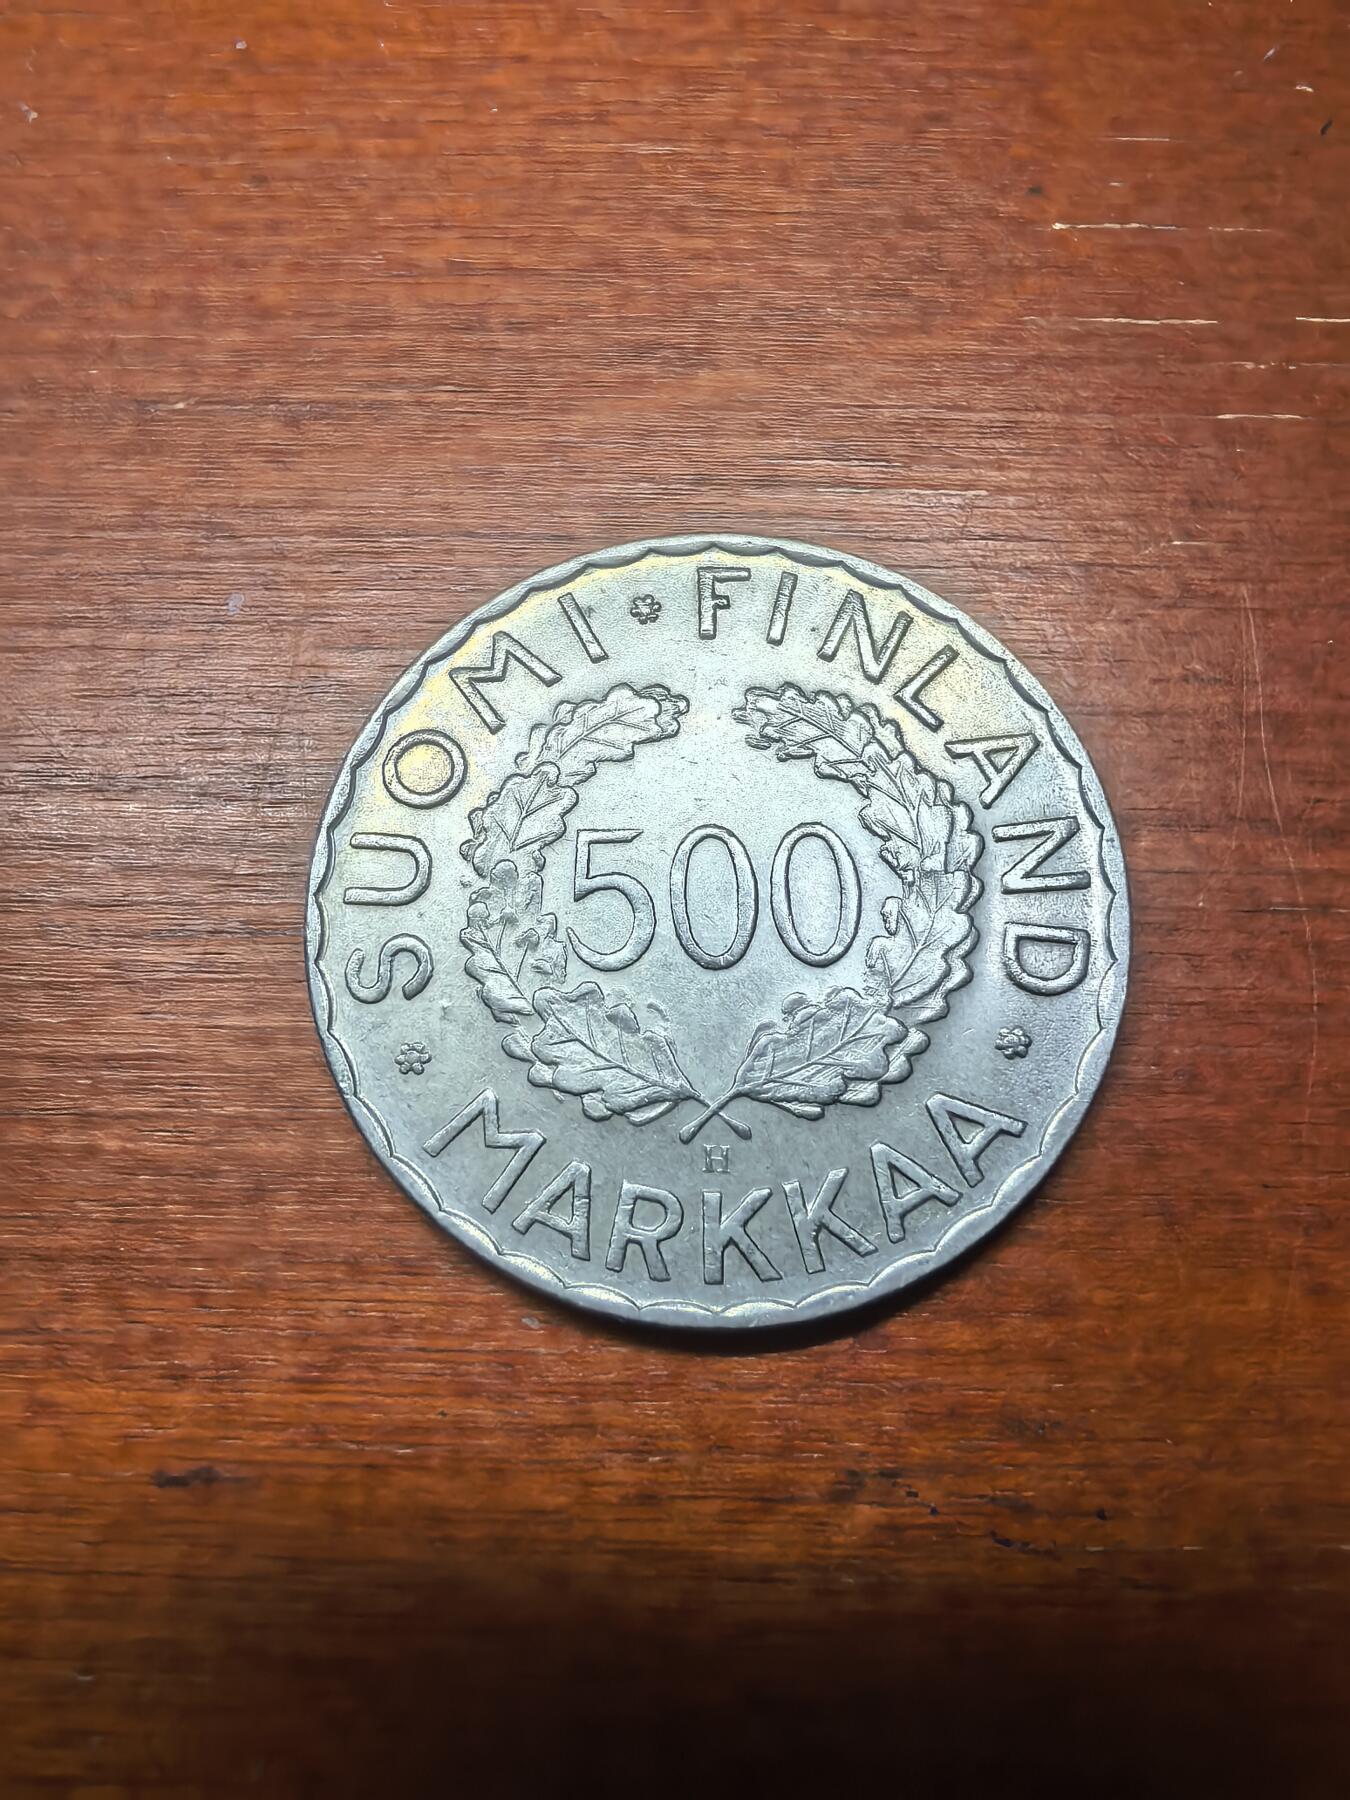 SUOMI * FINLAND
500
H
* MARKKAA *